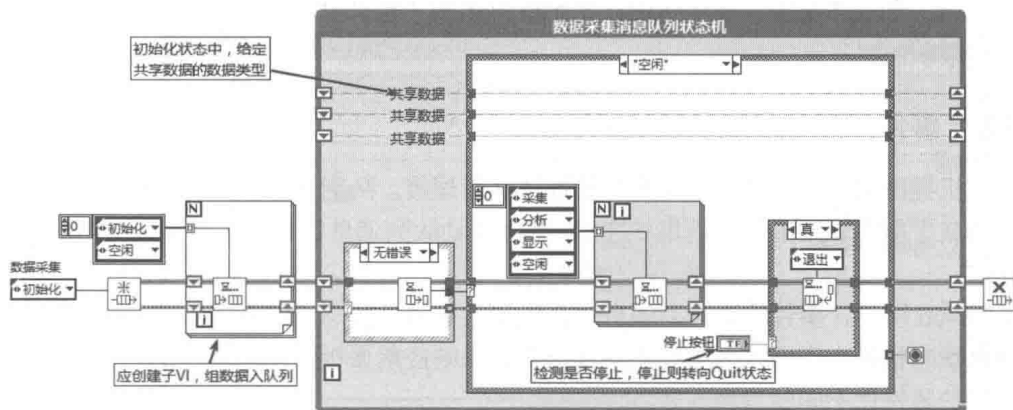 数据采集消息队列状态机
初始化状态中，给定
共享数据的数据类型
"空闲"
共享数据
共享数据
共享数据
0
初始化
空闲
N
i
数据采集
初始化
无错误
0
采集
分析
显示
空闲
N
i
真
退出
停止按钮
TF
应创建子VI，组数据入队列
检测是否停止，停止则转向Quit状态
i